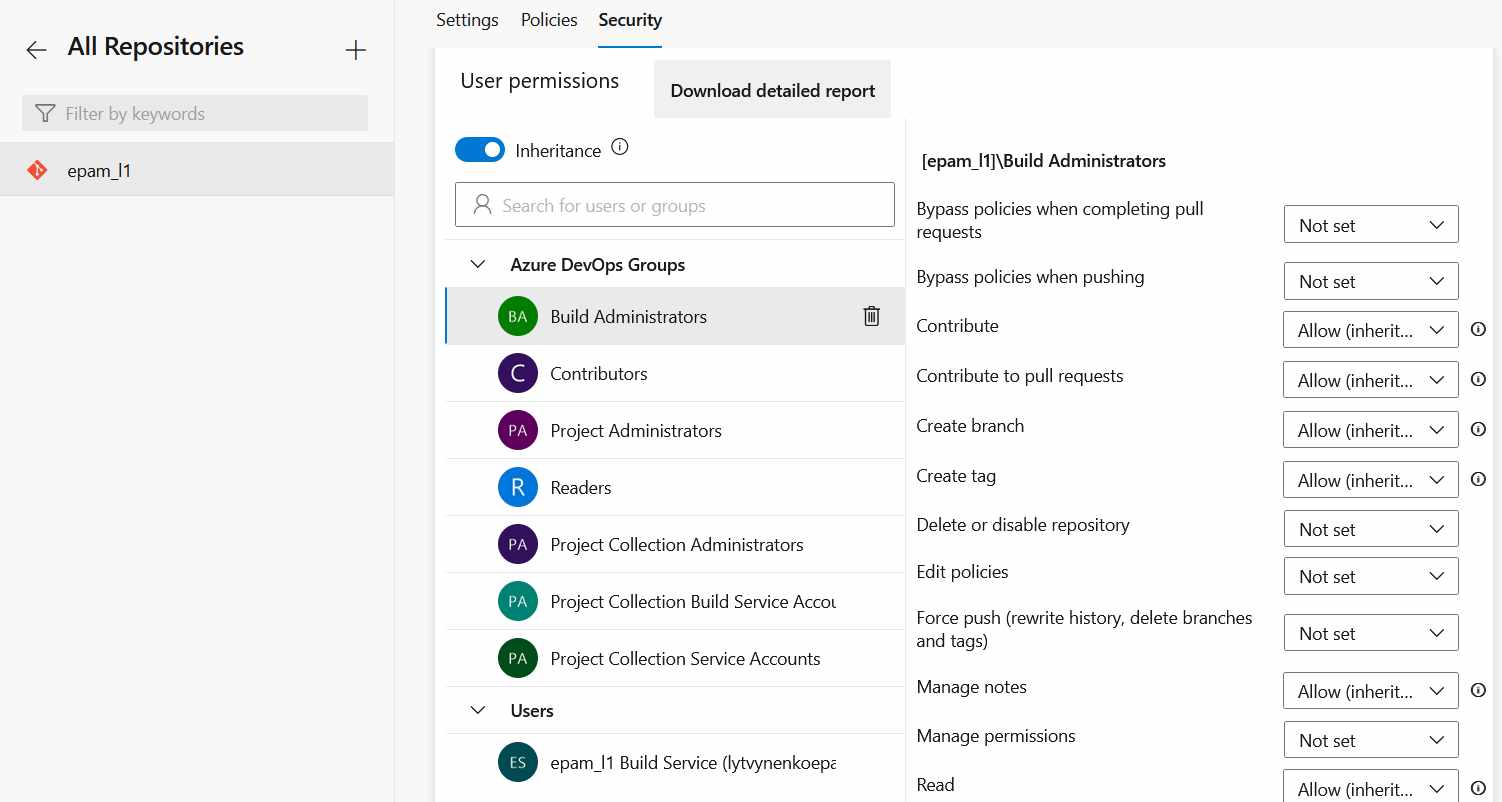 All Repositories
Filter by keywords
epam_l1
Settings Policies Security
User permissions
Download detailed report
Inheritance
Search for users or groups
Azure DevOps Groups
BA Build Administrators
C Contributors
PA Project Administrators
R Readers
PA Project Collection Administrators
PA Project Collection Build Service Accou
PA Project Collection Service Accounts
Users
ES epam_l1 Build Service (lytvynenkoepa
[epam_l1]\Build Administrators
Bypass policies when completing pull
requests
Not set
Bypass policies when pushing Not set
Contribute Allow (inherit...
Contribute to pull requests Allow (inherit...
Create branch Allow (inherit...
Create tag Allow (inherit...
Delete or disable repository Not set
Edit policies Not set
Force push (rewrite history, delete branches
and tags)
Not set
Manage notes Allow (inherit...
Manage permissions Not set
Read Allow (inherit...